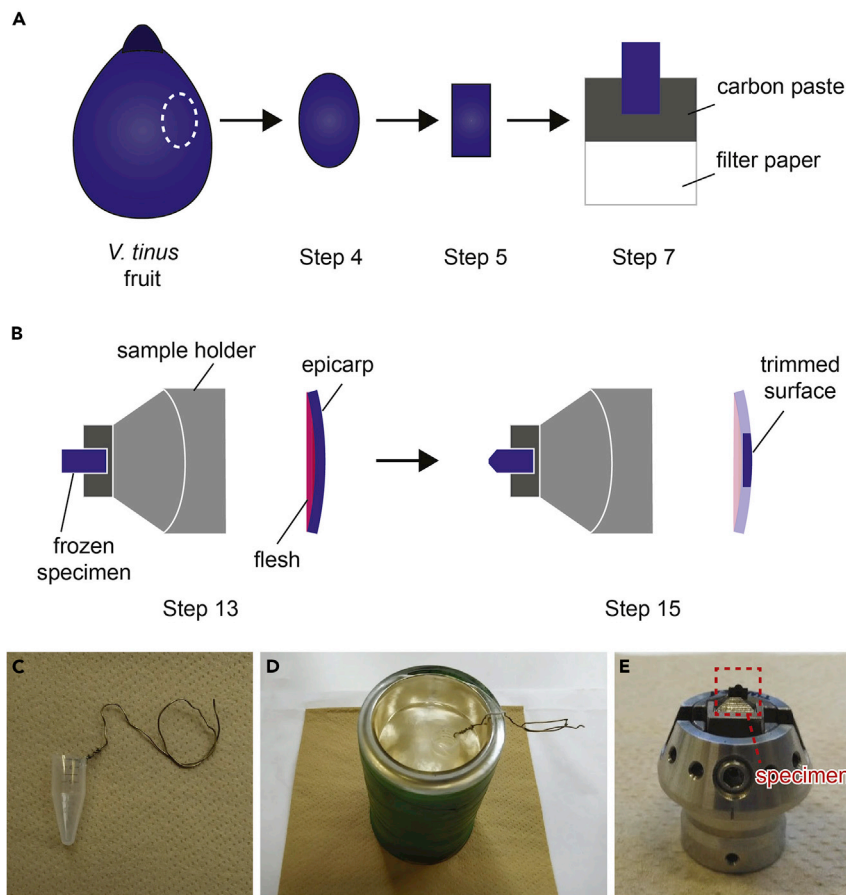 A
carbon paste
filter paper
V. tinus
fruit
Step 4
Step 5
Step 7
B
sample holder
epicarp
trimmed
surface
frozen
specimen
flesh
Step 13
Step 15
C
D
E
specimen